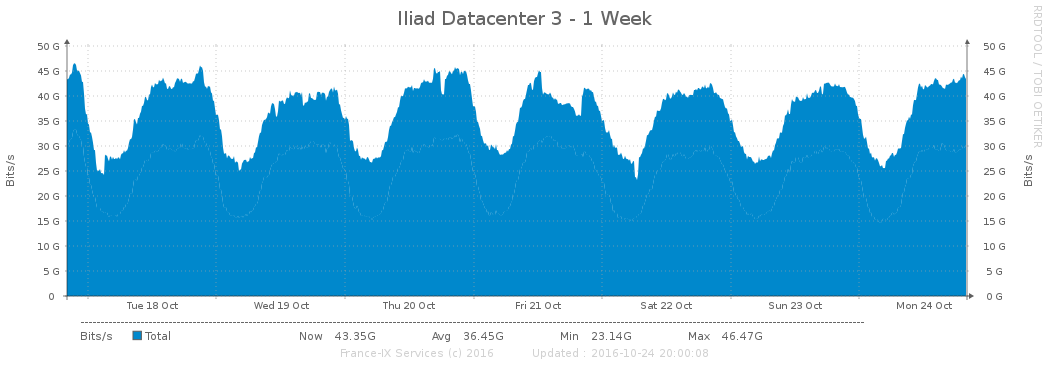 Iliad Datacenter 3 - 1 Week
RRDTOOL / TOBI OETIKER
Bits/s
50 G 50 G
45 G 45 G
40 G 40 G
35 G 35 G
30 G 30 G
25 G 25 G
20 G 20 G
15 G 15 G
10 G 10 G
5 G 5 G
0 0 G
Bits/s
Tue 18 Oct Wed 19 Oct Thu 20 Oct Fri 21 Oct Sat 22 Oct Sun 23 Oct Mon 24 Oct
Bits/s Total Now 43.35G Avg 36.45G Min 23.14G Max 46.47G
France-IX Services (c) 2016 Updated : 2016-10-24 20:00:08